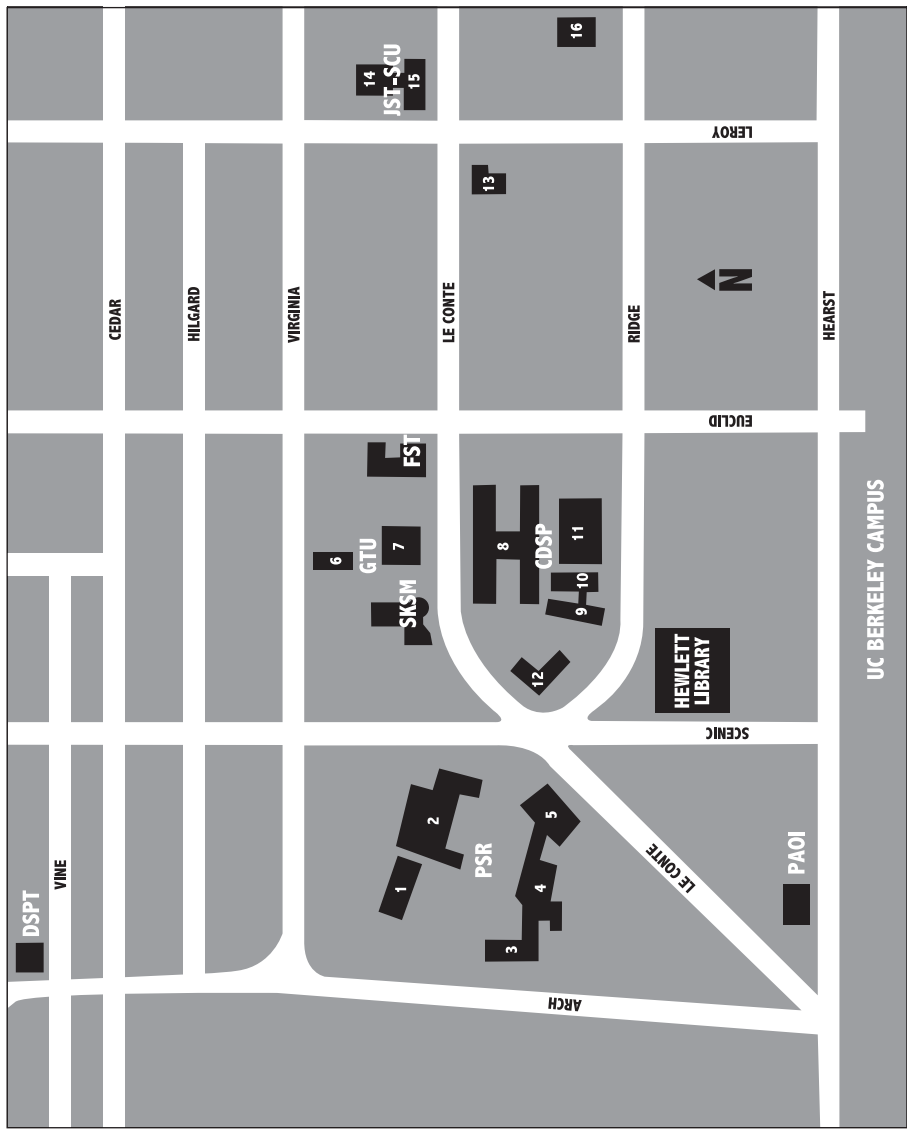 DSPT
VINE
CEDAR
HILGARD
VIRGINIA
6
GTU
14
JST-SCU
15
1
7
SKSM
FST
2
LE CONTE
PSR
13
8
3
12
4
CDSP
5
ARCH
9
10
11
16
RIDGE
LE CONTE
HEWLETT
LIBRARY
SCENIC
EUCLID
N
LEROY
PAOI
HEARST
UC BERKELEY CAMPUS